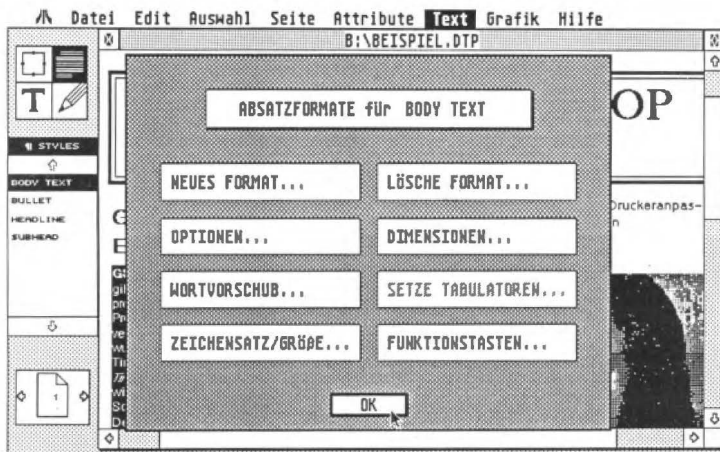 Datei Edit Auswahl Seite Attribute Text Grafik Hilfe
B:\BEISPIEL.DTP
T
¶ STYLES
BODY TEXT
BULLET
HEADLINE
SUBHEAD
1
OP
Druckeranpas-
n
G
E
GS
ABSATZFORMATE für BODY TEXT
NEUES FORMAT...
LÖSCHE FORMAT...
OPTIONEN...
DIMENSIONEN...
WORTVORSCHUB...
SETZE TABULATOREN...
ZEICHENSATZ/GRÖßE...
FUNKTIONSTASTEN...
OK